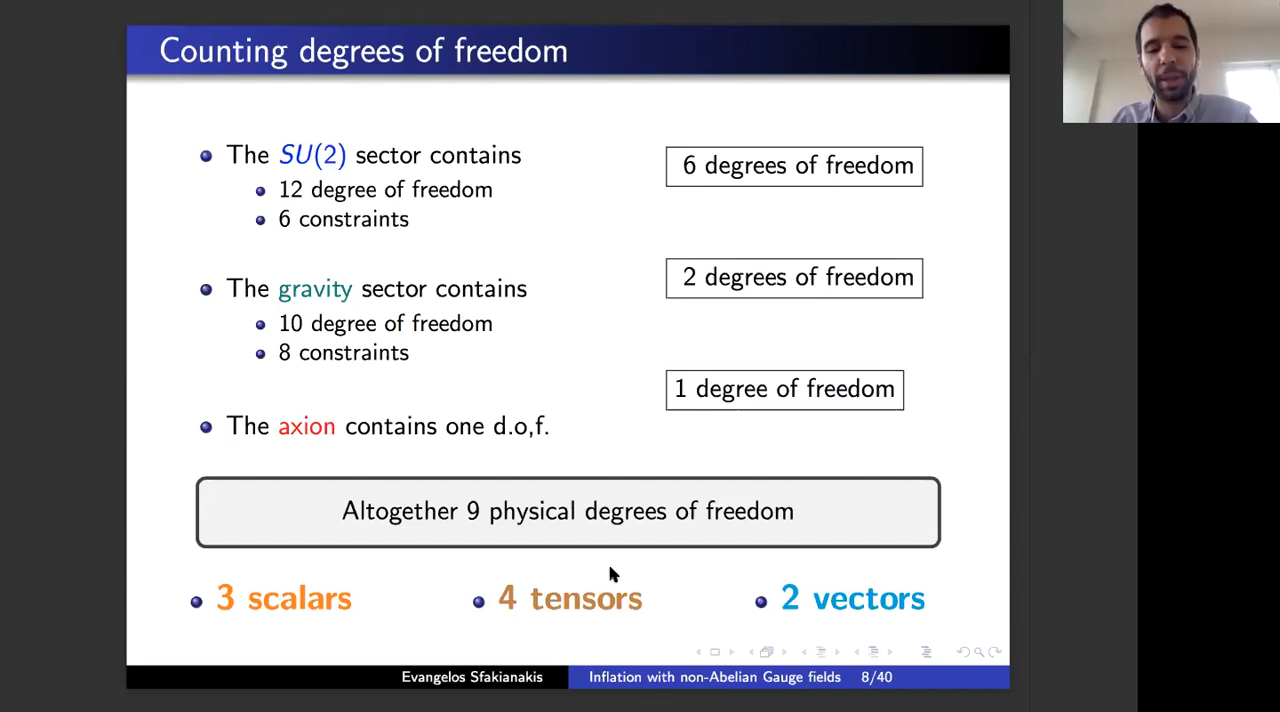 Counting degrees of freedom
The SU(2) sector contains
12 degree of freedom
6 constraints
6 degrees of freedom
The gravity sector contains
10 degree of freedom
8 constraints
2 degrees of freedom
The axion contains one d.o,f.
1 degree of freedom
Altogether 9 physical degrees of freedom
3 scalars
4 tensors
2 vectors
Evangelos Sfakianakis
Inflation with non-Abelian Gauge fields 8/40